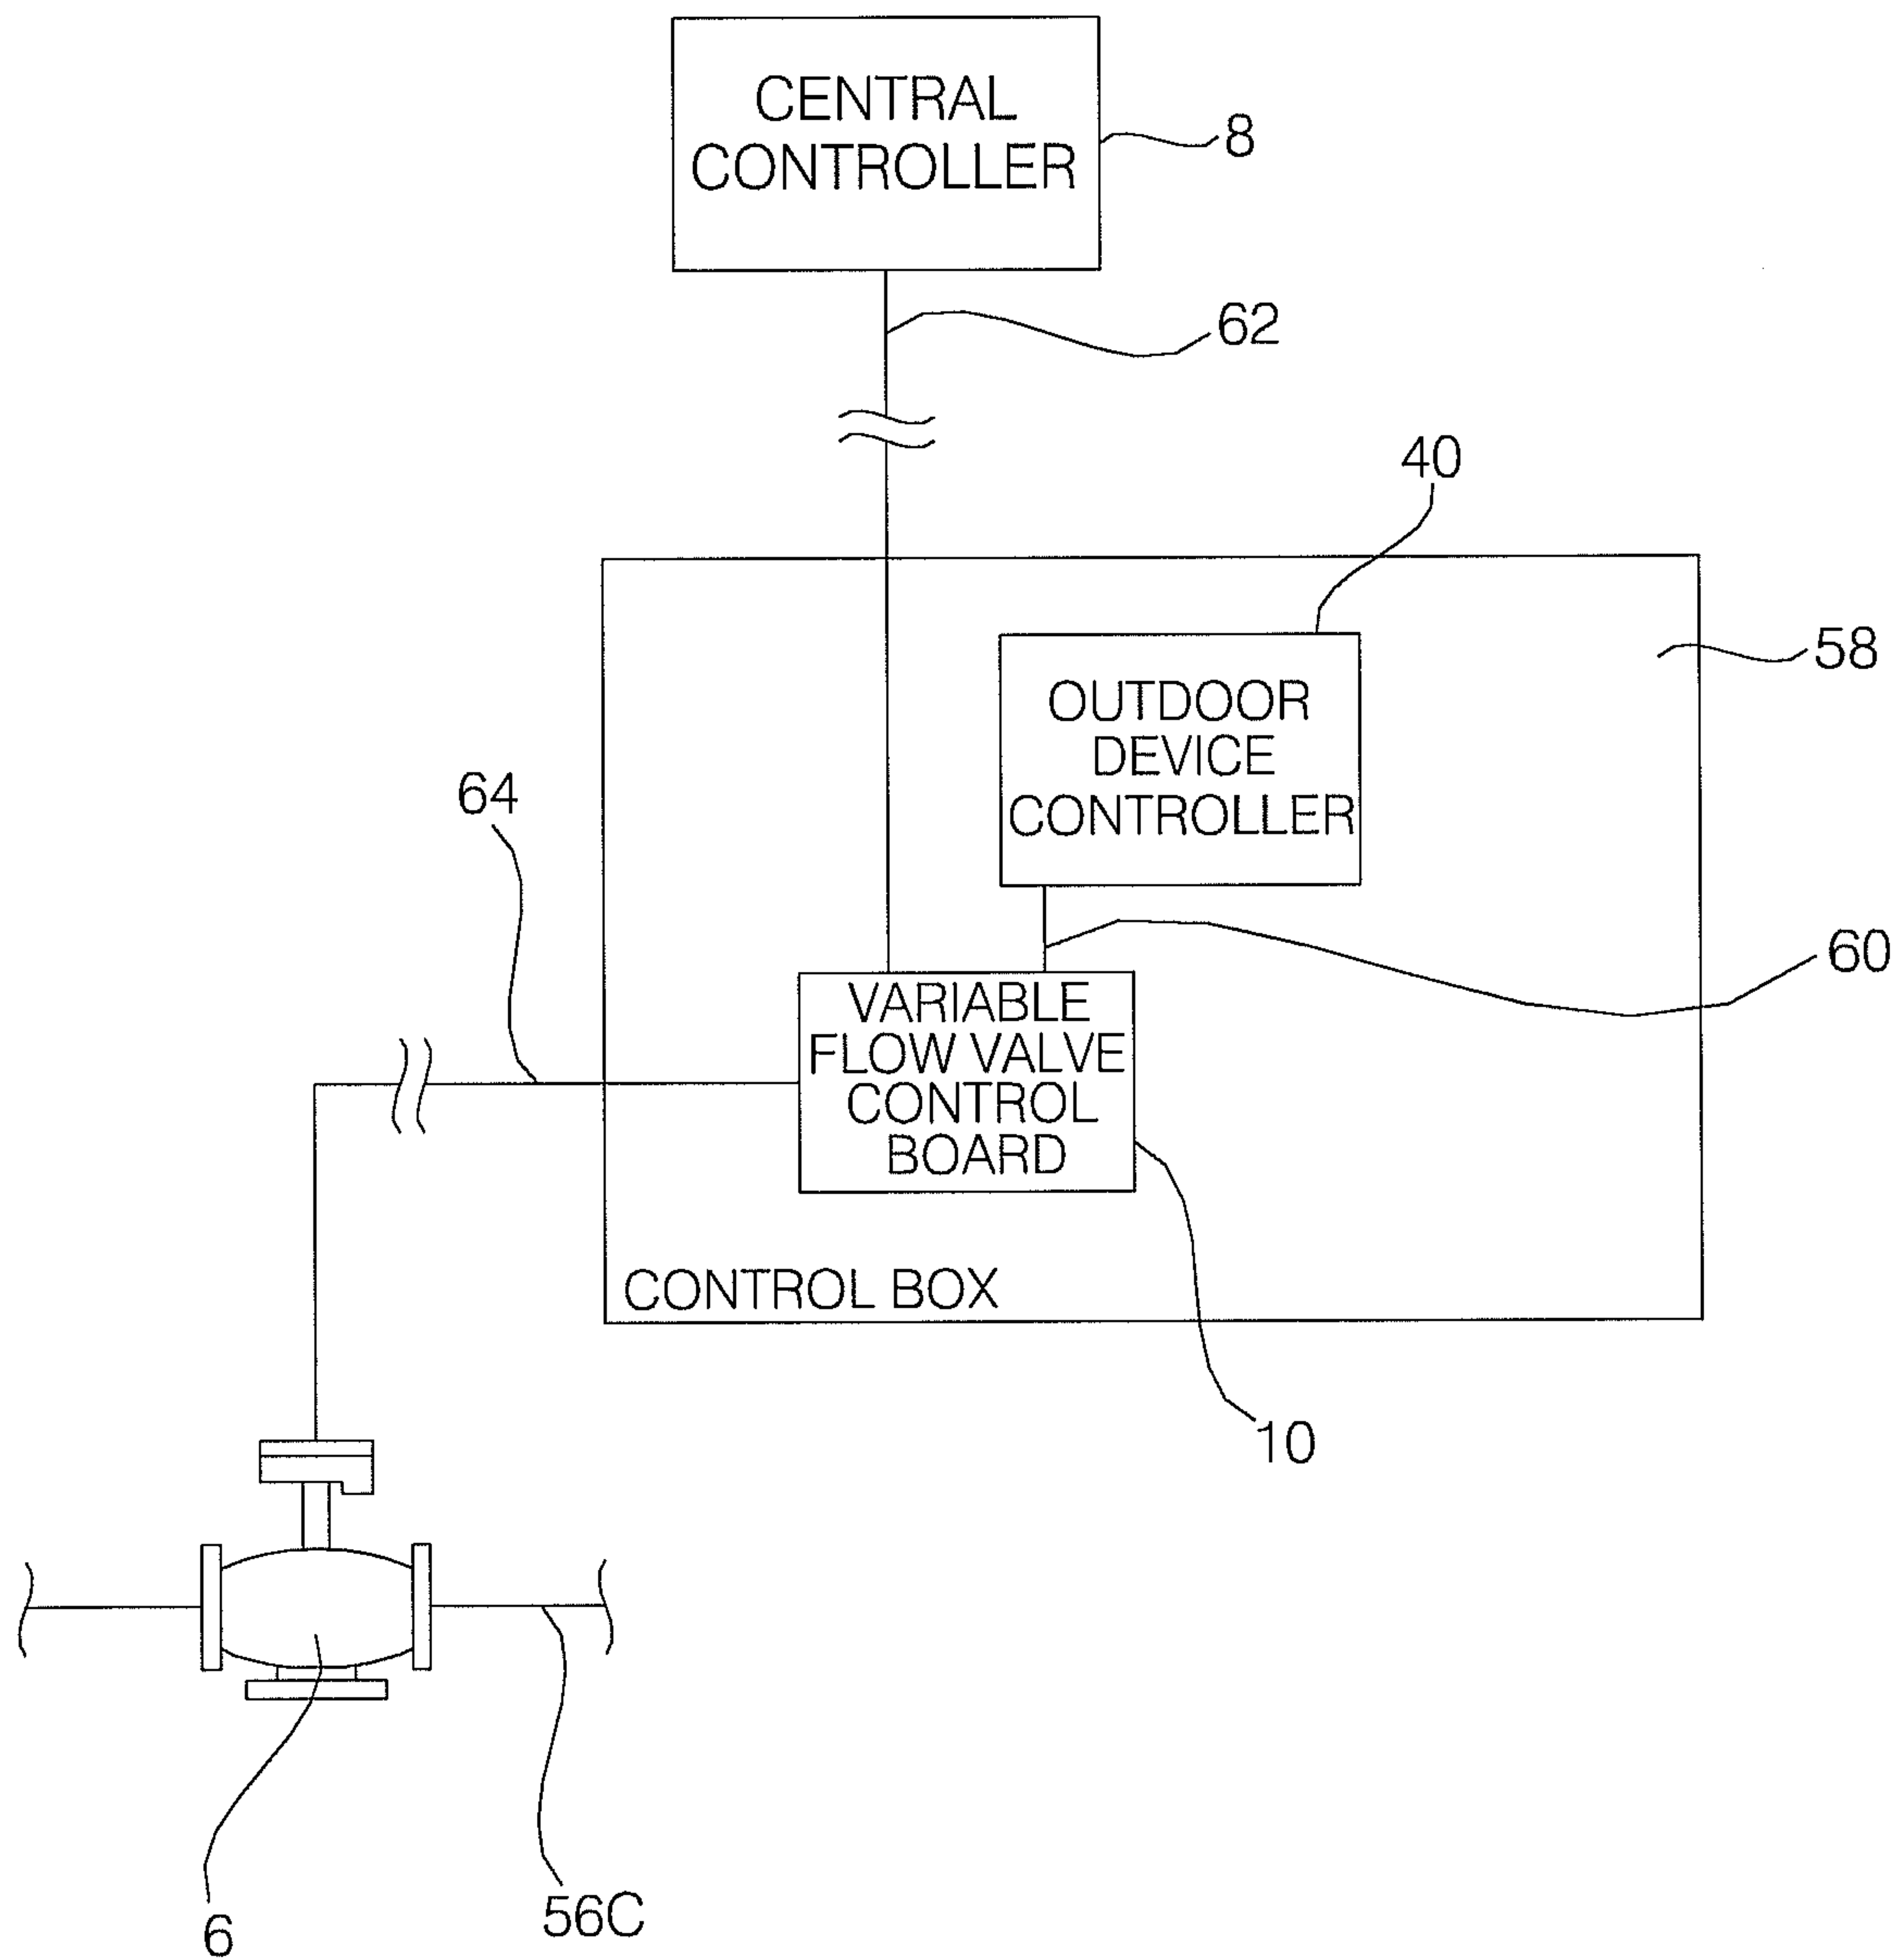 CENTRAL
CONTROLLER
8
62
40
58
OUTDOOR
DEVICE
CONTROLLER
64
60
VARIABLE
FLOW VALVE
CONTROL
BOARD
CONTROL BOX
10
6
56C